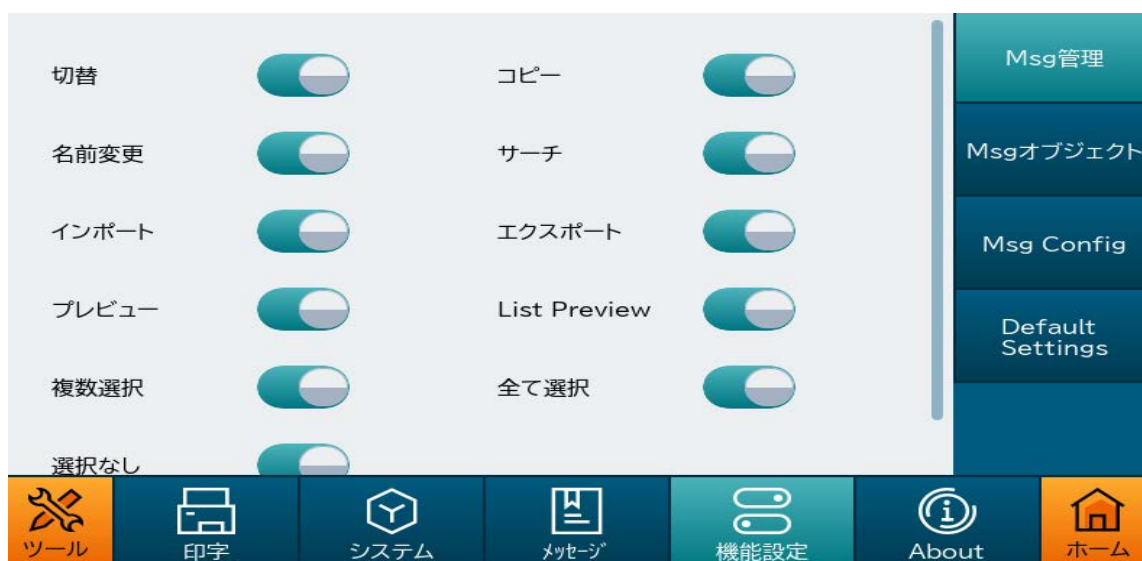 切替
コピー
名前変更
サーチ
インポート
エクスポート
プレビュー
List Preview
複数選択
全て選択
選択なし
Msg管理
Msgオブジェクト
Msg Config
Default
Settings
ツール
印字
システム
メッセージ
機能設定
About
ホーム